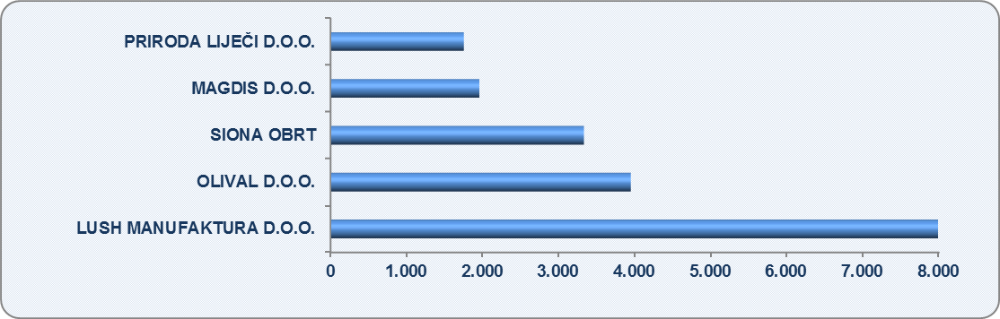 PRIRODA LIJEČI D.O.O.
MAGDIS D.O.O.
SIONA OBRT
OLIVAL D.O.O.
LUSH MANUFAKTURA D.O.O.
0 1.000 2.000 3.000 4.000 5.000 6.000 7.000 8.000